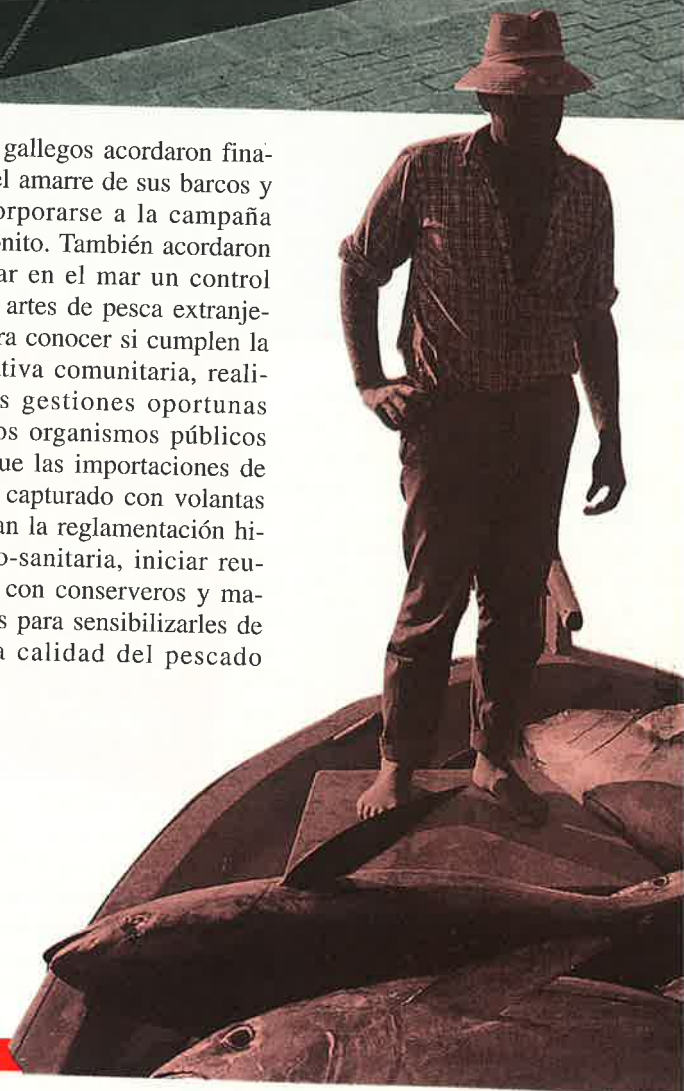 gallegos acordaron fina-
el amarre de sus barcos y
orporarse a la campaña
nito. También acordaron
ar en el mar un control
artes de pesca extranje-
ra conocer si cumplen la
tiva comunitaria, reali-
s gestiones oportunas
os organismos públicos
ue las importaciones de
capturado con volantas
an la reglamentación hi-
o-sanitaria, iniciar reu-
con conserveros y ma-
s para sensibilizarles de
a calidad del pescado